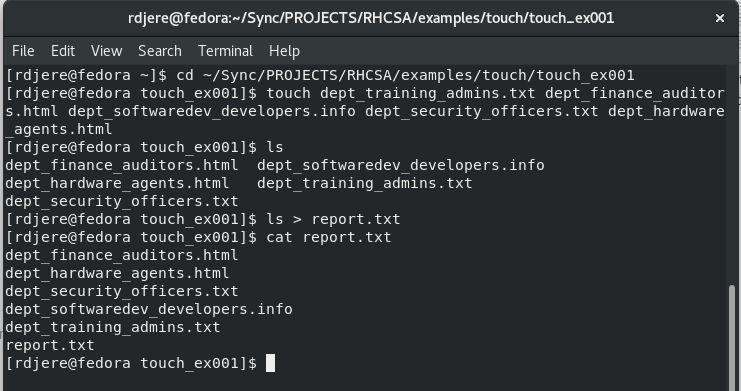 rdjere@fedora:~/Sync/PROJECTS/RHCSA/examples/touch/touch_ex001
File Edit View Search Terminal Help
[rdjere@fedora ~]$ cd ~/Sync/PROJECTS/RHCSA/examples/touch/touch_ex001
[rdjere@fedora touch_ex001]$ touch dept_training_admins.txt dept_finance_auditor
s.html dept_softwaredev_developers.info dept_security_officers.txt dept_hardware
_agents.html
[rdjere@fedora touch_ex001]$ ls
dept_finance_auditors.html  dept_softwaredev_developers.info
dept_hardware_agents.html   dept_training_admins.txt
dept_security_officers.txt
[rdjere@fedora touch_ex001]$ ls > report.txt
[rdjere@fedora touch_ex001]$ cat report.txt
dept_finance_auditors.html
dept_hardware_agents.html
dept_security_officers.txt
dept_softwaredev_developers.info
dept_training_admins.txt
report.txt
[rdjere@fedora touch_ex001]$